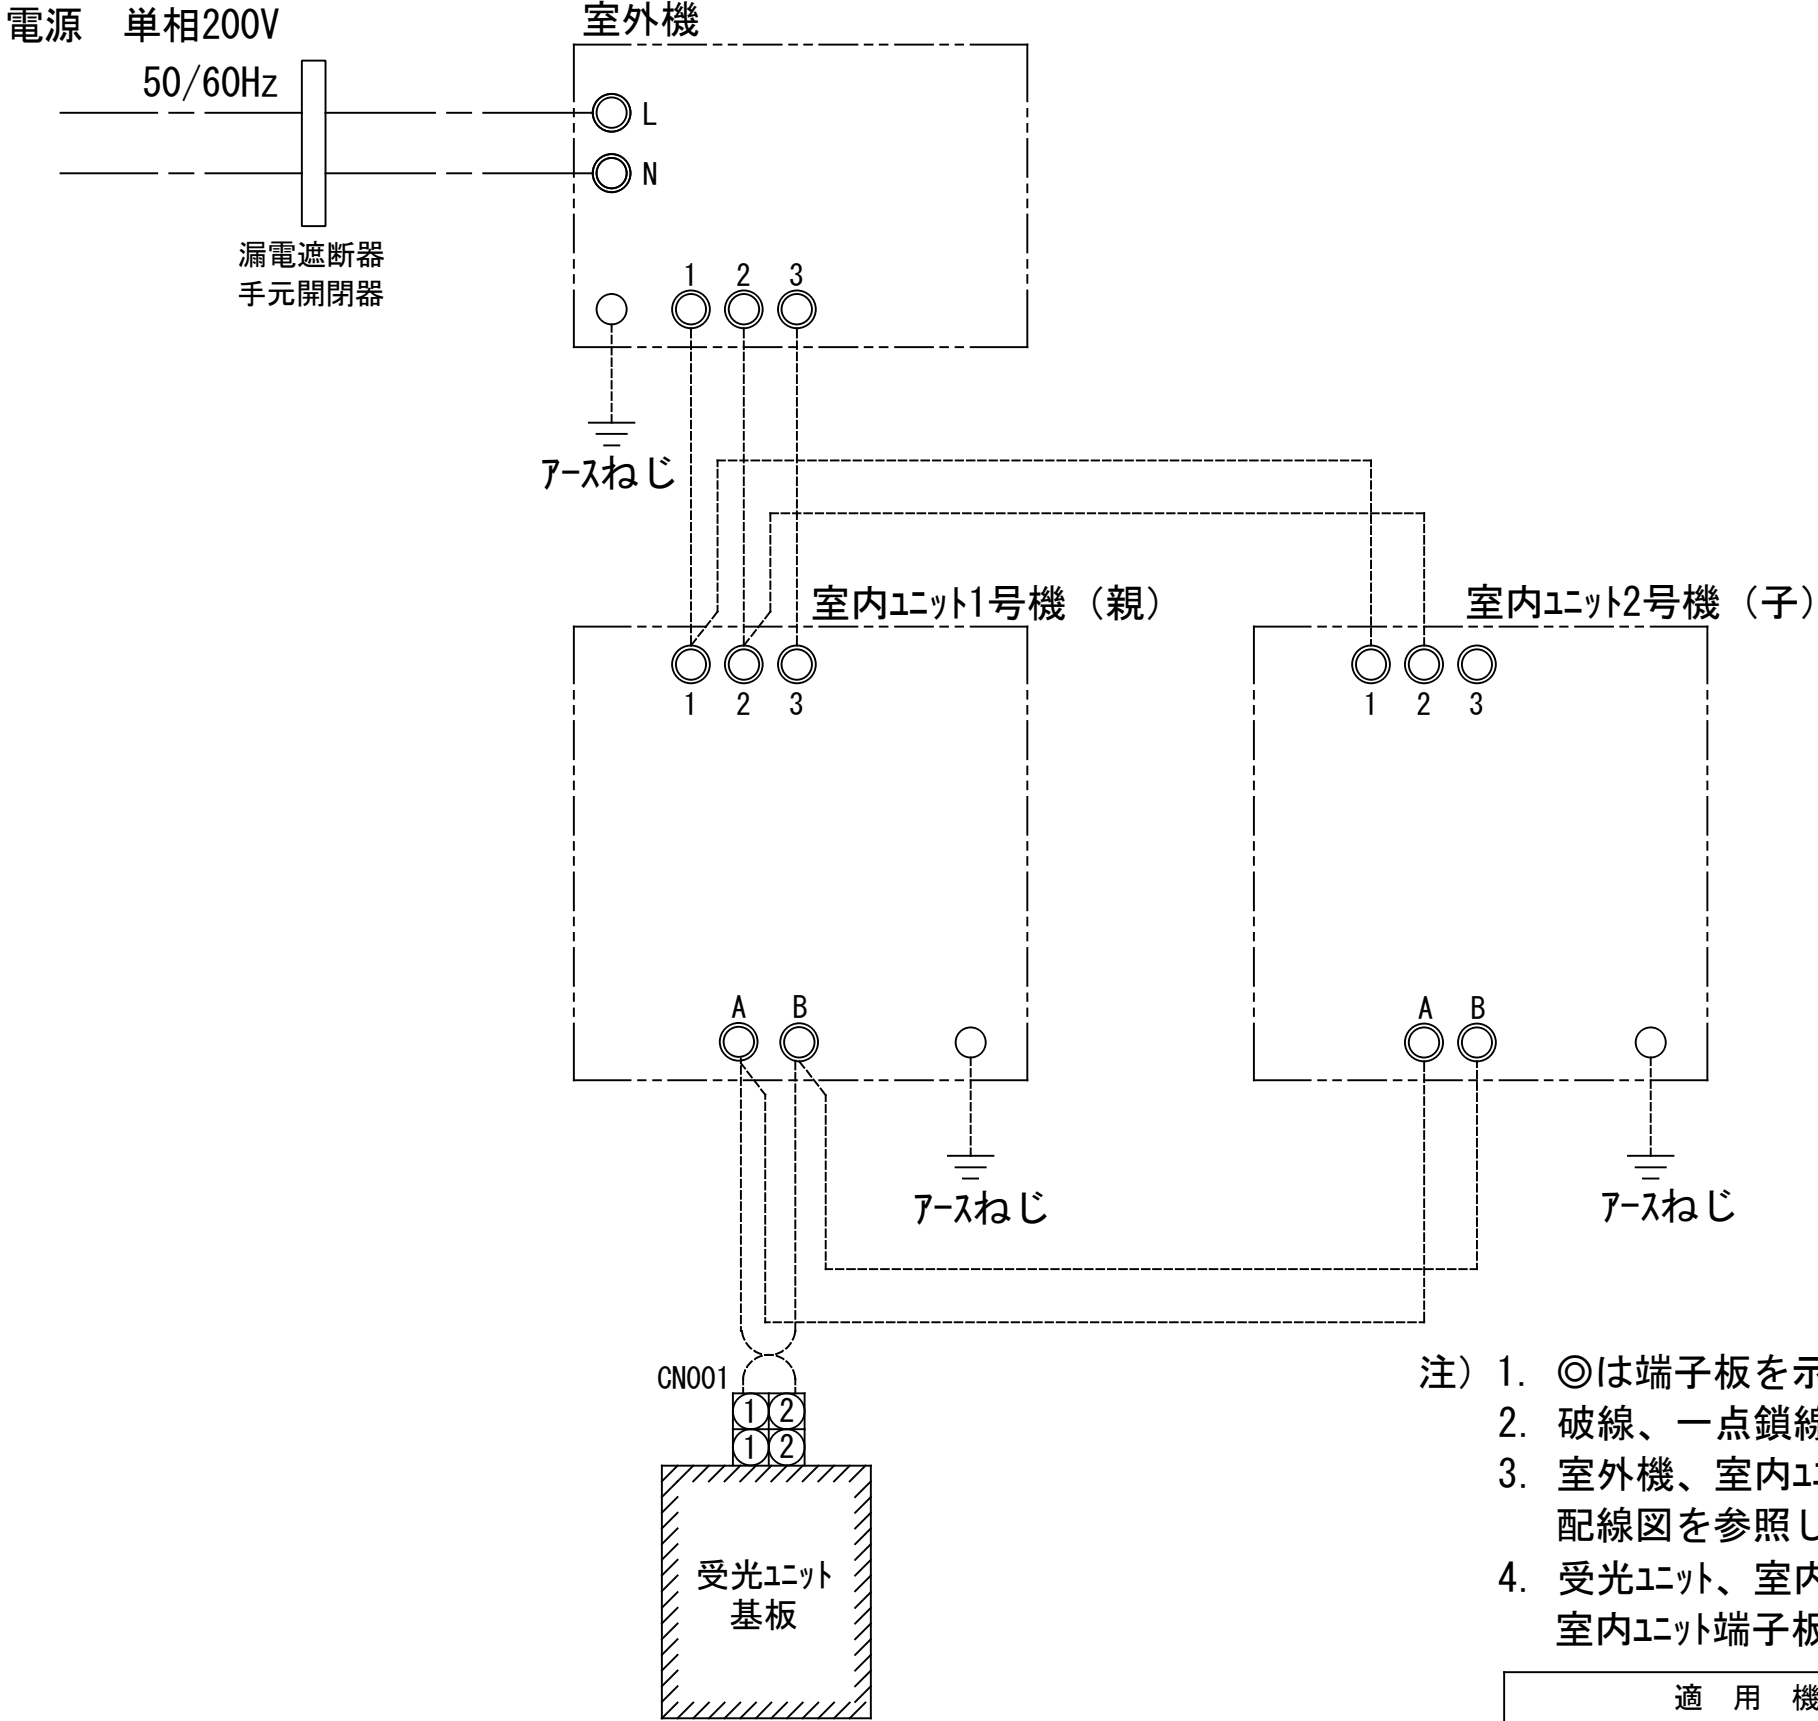 電源　単相200V
50/60Hz
室外機
L
N
漏電遮断器
手元開閉器
1 2 3
ｱｰｽねじ
室内ﾕﾆｯﾄ1号機（親）
室内ﾕﾆｯﾄ2号機（子）
1 2 3
1 2 3
A B
A B
ｱｰｽねじ
ｱｰｽねじ
CN001
1 2
1 2
受光ﾕﾆｯﾄ
基板
注）1. ◎は端子板を示
2. 破線、一点鎖線
3. 室外機、室内ﾕﾆ
配線図を参照し
4. 受光ﾕﾆｯﾄ、室内
室内ﾕﾆｯﾄ端子板
適 用 機